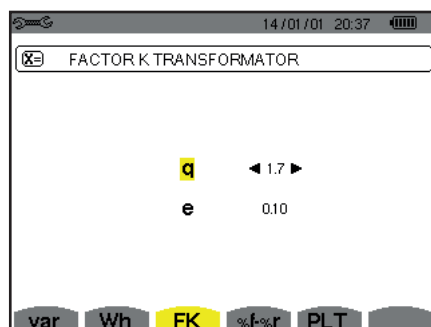 14/01/01 20:37
X= FACTOR K TRANSFORMATOR
q ◀ 1.7 ▶
e 0.10
var Wh FK %f-%r PLT